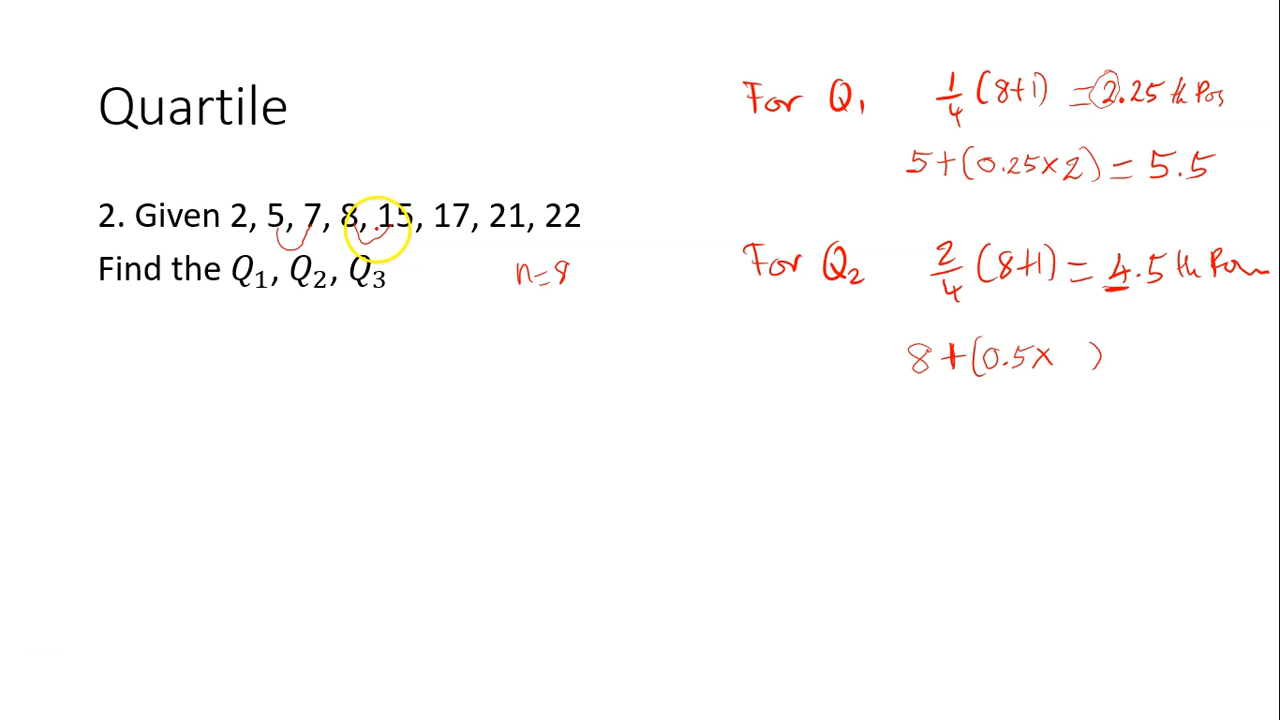 Quartile
2. Given 2, 5, 7, 8, 15, 17, 21, 22
Find the Q₁, Q₂, Q₃
n=8
For Q₁ 1/4 (8+1) = 2.25 th Pos
5+(0.25×2) = 5.5
For Q₂ 2/4 (8+1) = 4.5 th
8+(0.5× )